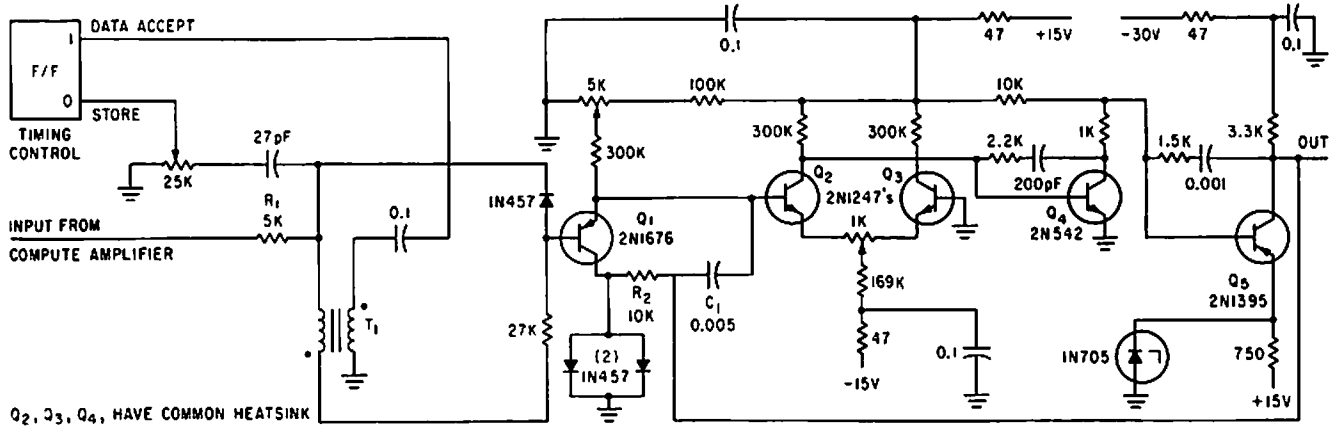 DATA ACCEPT
1
F/F
0
STORE
TIMING
CONTROL
27pF
25K
R1
5K
INPUT FROM
COMPUTE AMPLIFIER
0.1
T1
Q2, Q3, Q4, HAVE COMMON HEATSINK
0.1
47
+15V
-30V
47
0.1
5K
100K
10K
300K
300K
300K
1K
3.3K
OUT
2.2K
200pF
1.5K
0.001
1N457
Q1
2N1676
Q2
2N1247's
Q3
Q4
2N542
1K
R2
10K
C1
0.005
169K
Q5
2N1395
27K
(2)
1N457
47
0.1
-15V
1N705
750
+15V